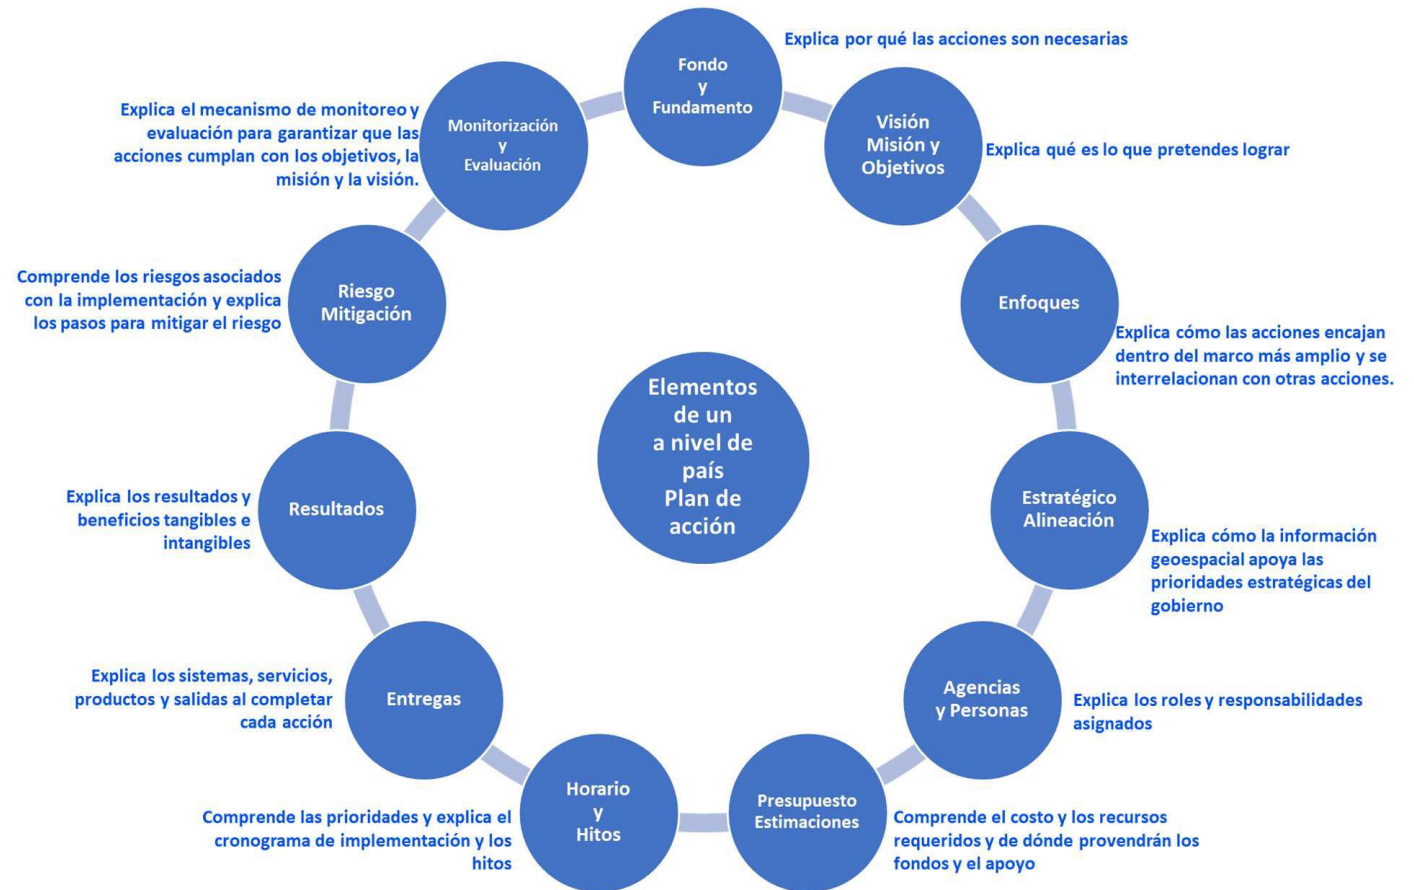 Fondo
y
Fundamento
Explica por qué las acciones son necesarias
Visión
Misión y
Objetivos
Explica qué es lo que pretendes lograr
Enfoques
Explica cómo las acciones encajan
dentro del marco más amplio y se
interrelacionan con otras acciones.
Estratégico
Alineación
Explica cómo la información
geoespacial apoya las
prioridades estratégicas del
gobierno
Agencias
y Personas
Explica los roles y responsabilidades
asignados
Presupuesto
Estimaciones
Comprende el costo y los recursos
requeridos y de dónde provendrán los
fondos y el apoyo
Horario
y
Hitos
Comprende las prioridades y explica el
cronograma de implementación y los
hitos
Entregas
Explica los sistemas, servicios,
productos y salidas al completar
cada acción
Resultados
Explica los resultados y
beneficios tangibles e
intangibles
Riesgo
Mitigación
Comprende los riesgos asociados
con la implementación y explica
los pasos para mitigar el riesgo
Monitorización
y
Evaluación
Explica el mecanismo de monitoreo y
evaluación para garantizar que las
acciones cumplan con los objetivos, la
misión y la visión.
Elementos
de un
a nivel de
país
Plan de
acción